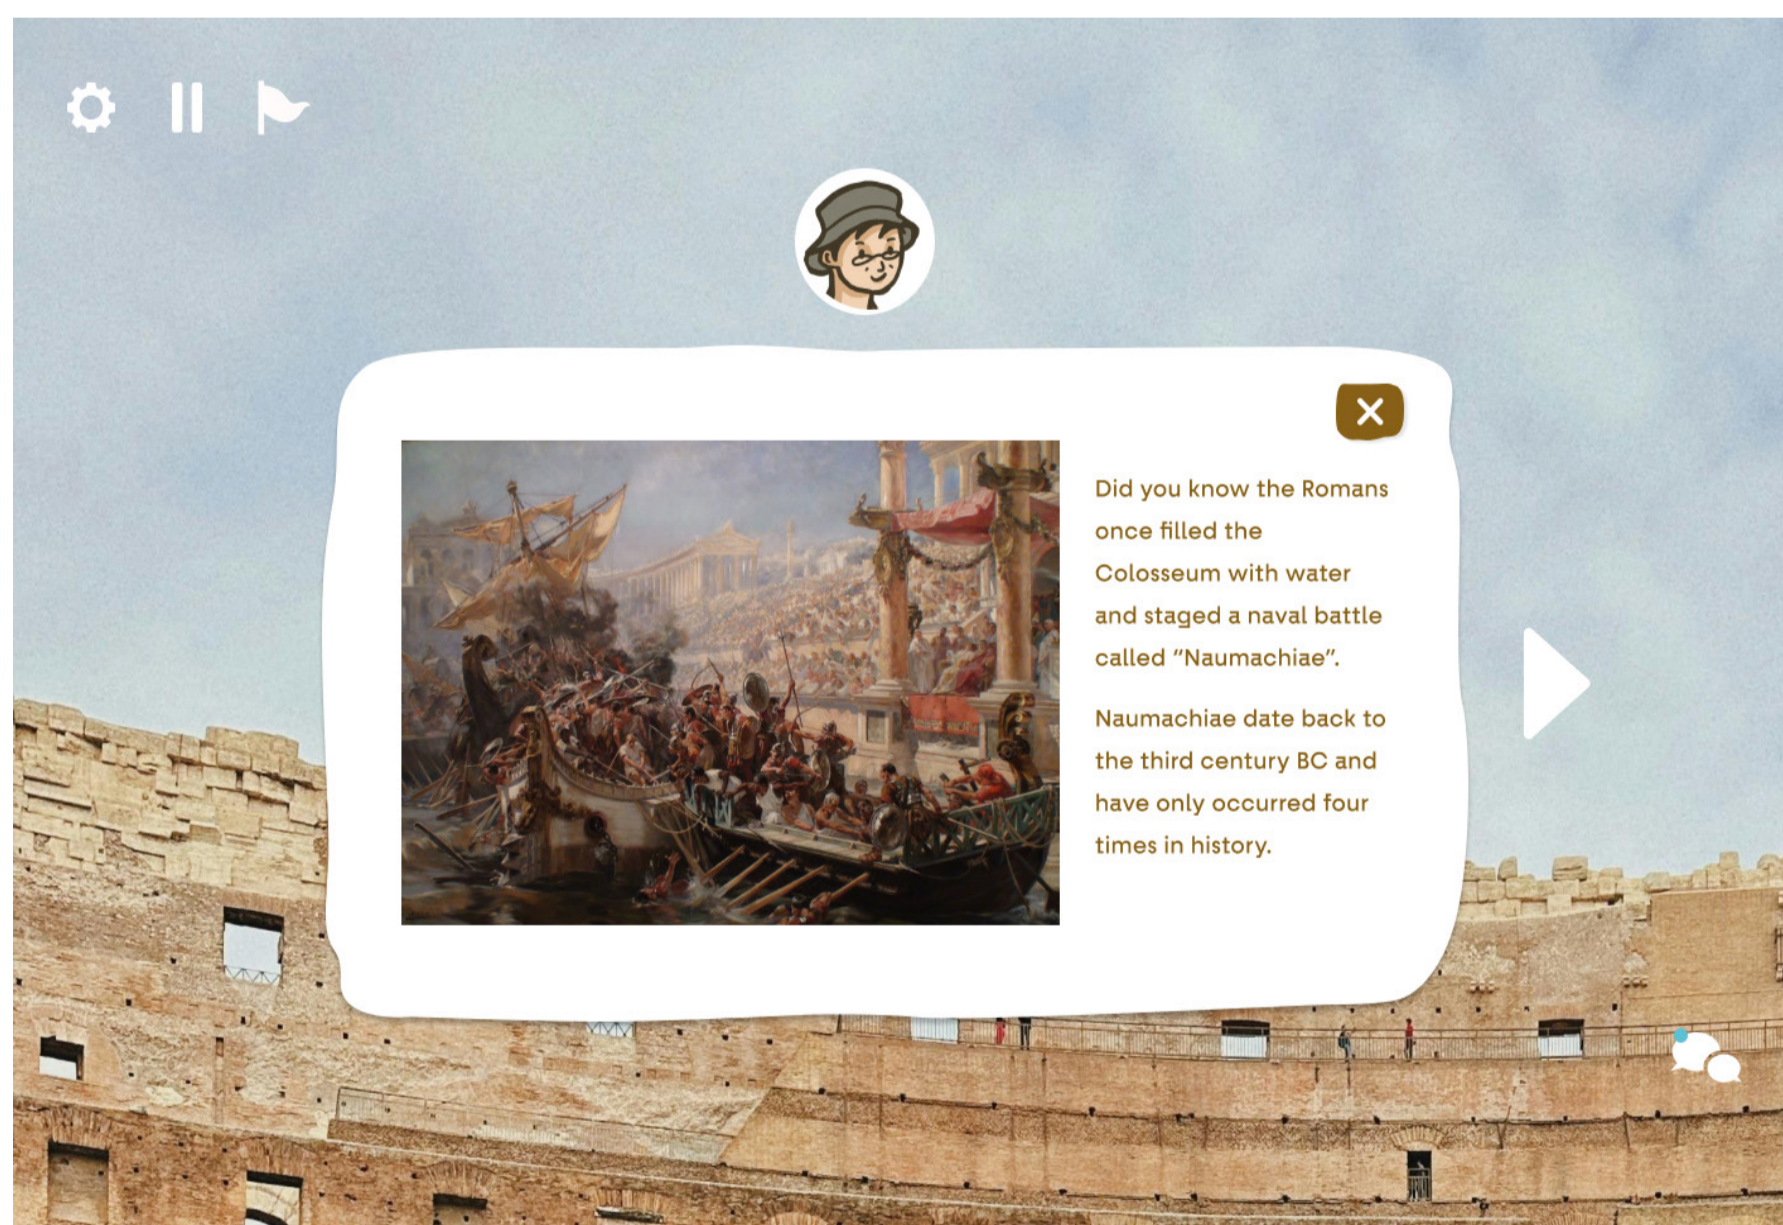 Did you know the Romans
once filled the
Colosseum with water
and staged a naval battle
called "Naumachiae".
Naumachiae date back to
the third century BC and
have only occurred four
times in history.